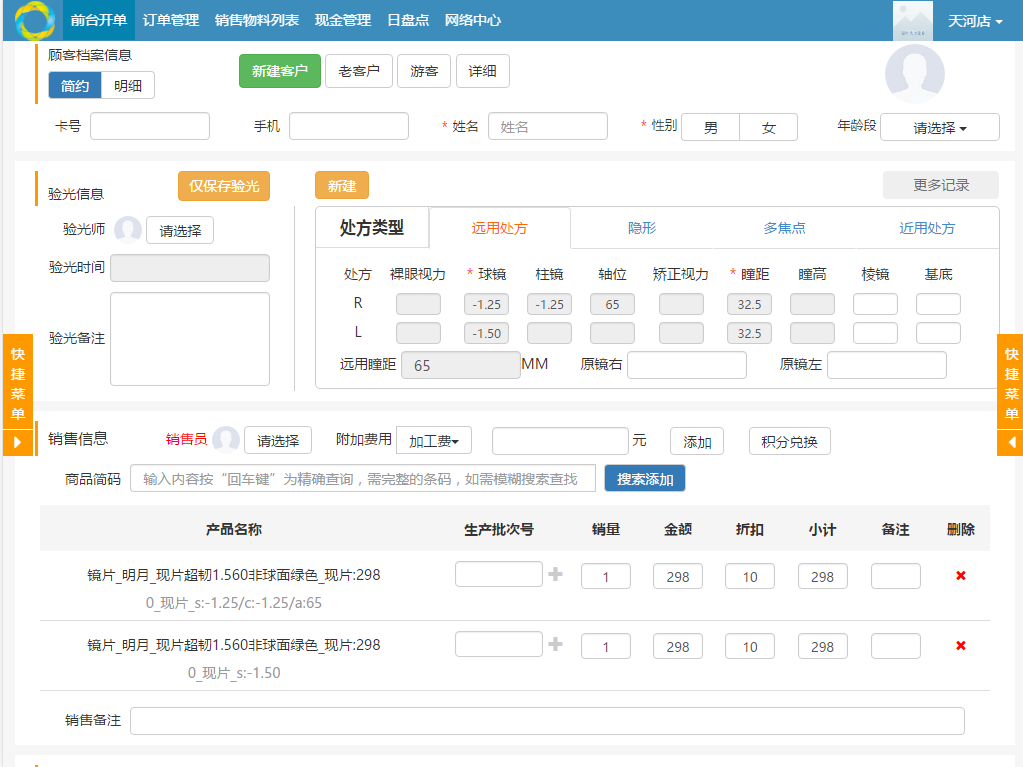 前台开单 订单管理 销售物料列表 现金管理 日盘点 网络中心 天河店
顾客档案信息
新建客户 老客户 游客 详细
简约 明细
卡号 手机 * 姓名 姓名 * 性别 男 女 年龄段 请选择
验光信息 仅保存验光 新建 更多记录
验光师 请选择 处方类型 远用处方 隐形 多焦点 近用处方
验光时间 处方 裸眼视力 * 球镜 柱镜 轴位 矫正视力 * 瞳距 瞳高 棱镜 基底
R -1.25 -1.25 65 32.5
验光备注 L -1.50 32.5
远用瞳距 65 MM 原镜右 原镜左
快捷菜单
快捷菜单
销售信息 销售员 请选择 附加费用 加工费 元 添加 积分兑换
商品简码 输入内容按“回车键”为精确查询，需完整的条码，如需模糊搜索查找 搜索添加
产品名称 生产批次号 销量 金额 折扣 小计 备注 删除
镜片_明月_现片超韧1.560非球面绿色_现片:298 1 298 10 298
0_现片_s:-1.25/c:-1.25/a:65
镜片_明月_现片超韧1.560非球面绿色_现片:298 1 298 10 298
0_现片_s:-1.50
销售备注